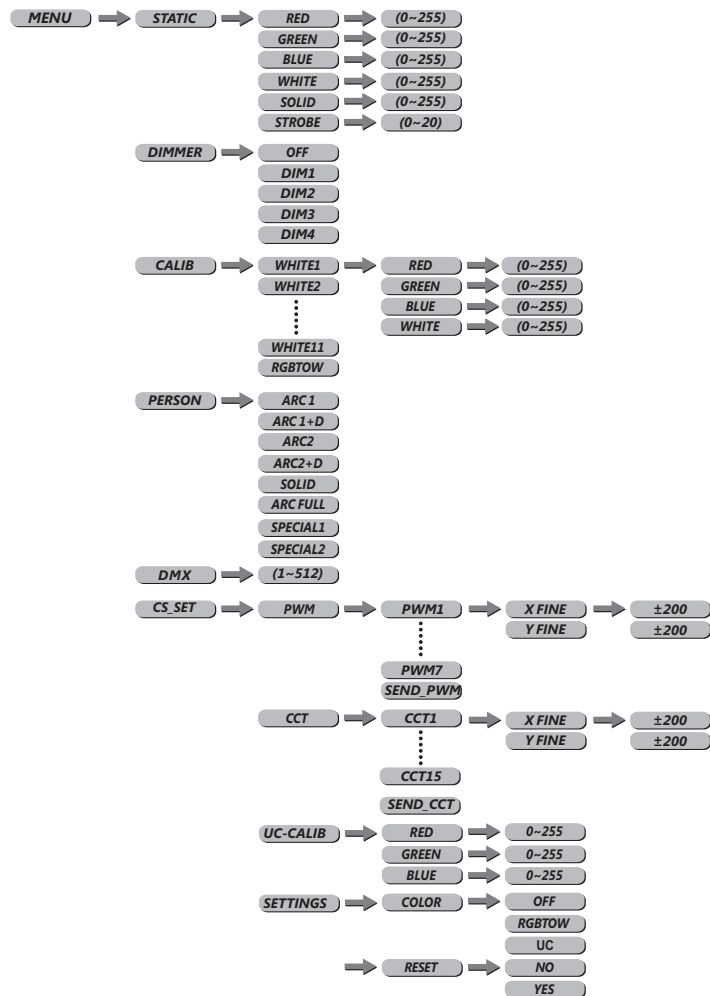 MENU STATIC RED (0~255)
GREEN (0~255)
BLUE (0~255)
WHITE (0~255)
SOLID (0~255)
STROBE (0~20)
DIMMER OFF
DIM1
DIM2
DIM3
DIM4
CALIB WHITE1 RED (0~255)
WHITE2 GREEN (0~255)
BLUE (0~255)
WHITE (0~255)
WHITE11
RGBTOW
PERSON ARC 1
ARC 1+D
ARC2
ARC2+D
SOLID
ARC FULL
SPECIAL1
SPECIAL2
DMX (1~512)
CS_SET PWM PWM1 X FINE ±200
Y FINE ±200
PWM7
SEND_PWM
CCT CCT1 X FINE ±200
Y FINE ±200
CCT15
SEND_CCT
UC-CALIB RED 0~255
GREEN 0~255
BLUE 0~255
SETTINGS COLOR OFF
RGBTOW
UC
RESET NO
YES